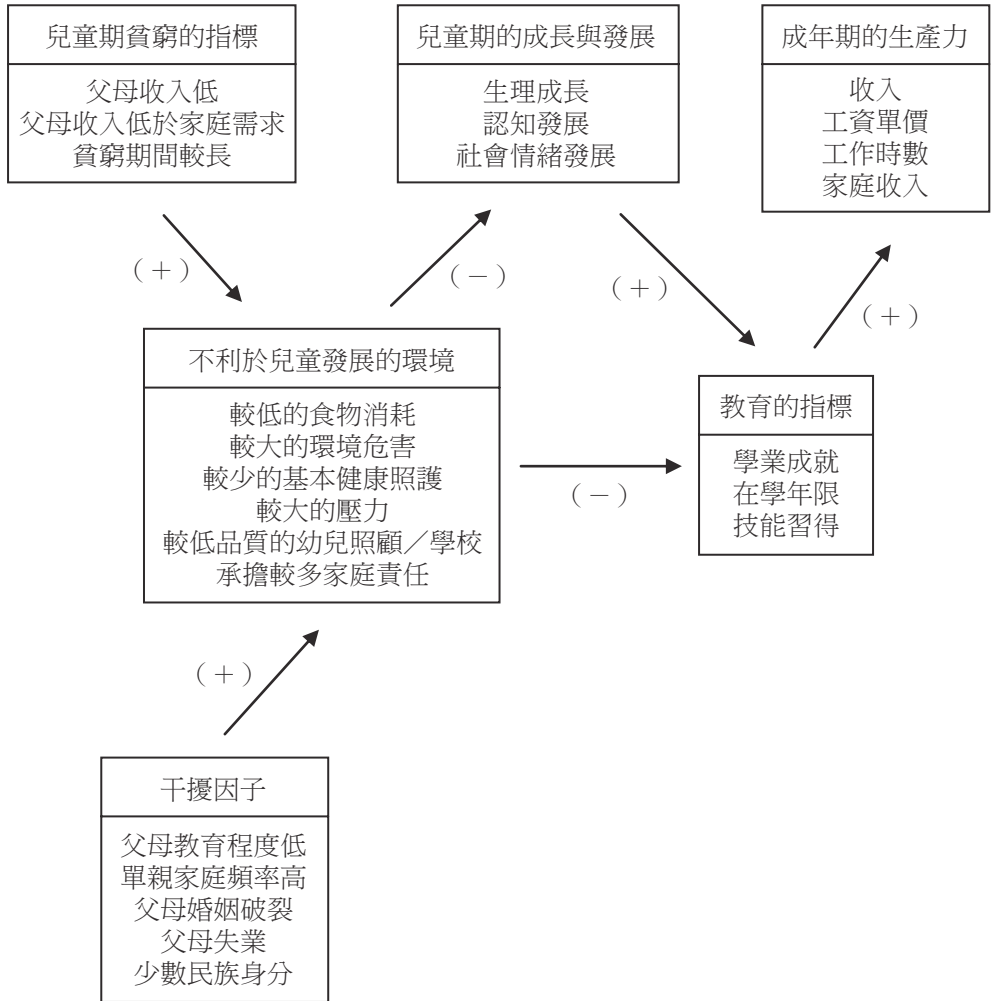 兒童期貧窮的指標
父母收入低
父母收入低於家庭需求
貧窮期間較長
兒童期的成長與發展
生理成長
認知發展
社會情緒發展
成年期的生產力
收入
工資單價
工作時數
家庭收入
（＋）
（－）
（＋）
（＋）
不利於兒童發展的環境
較低的食物消耗
較大的環境危害
較少的基本健康照護
較大的壓力
較低品質的幼兒照顧／學校
承擔較多家庭責任
（－）
教育的指標
學業成就
在學年限
技能習得
（＋）
干擾因子
父母教育程度低
單親家庭頻率高
父母婚姻破裂
父母失業
少數民族身分